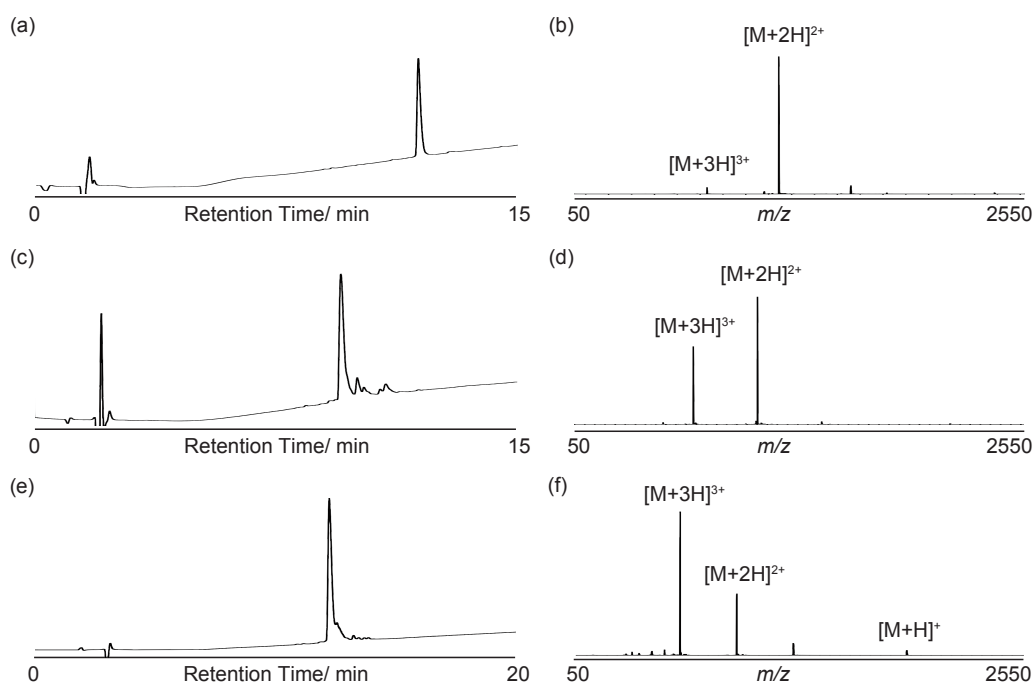 (a)
(b)
[M+2H]²⁺
[M+3H]³⁺
0 Retention Time/ min 15
50 m/z 2550
(c)
(d)
[M+2H]²⁺
[M+3H]³⁺
0 Retention Time/ min 15
50 m/z 2550
(e)
(f)
[M+3H]³⁺
[M+2H]²⁺
[M+H]⁺
0 Retention Time/ min 20
50 m/z 2550